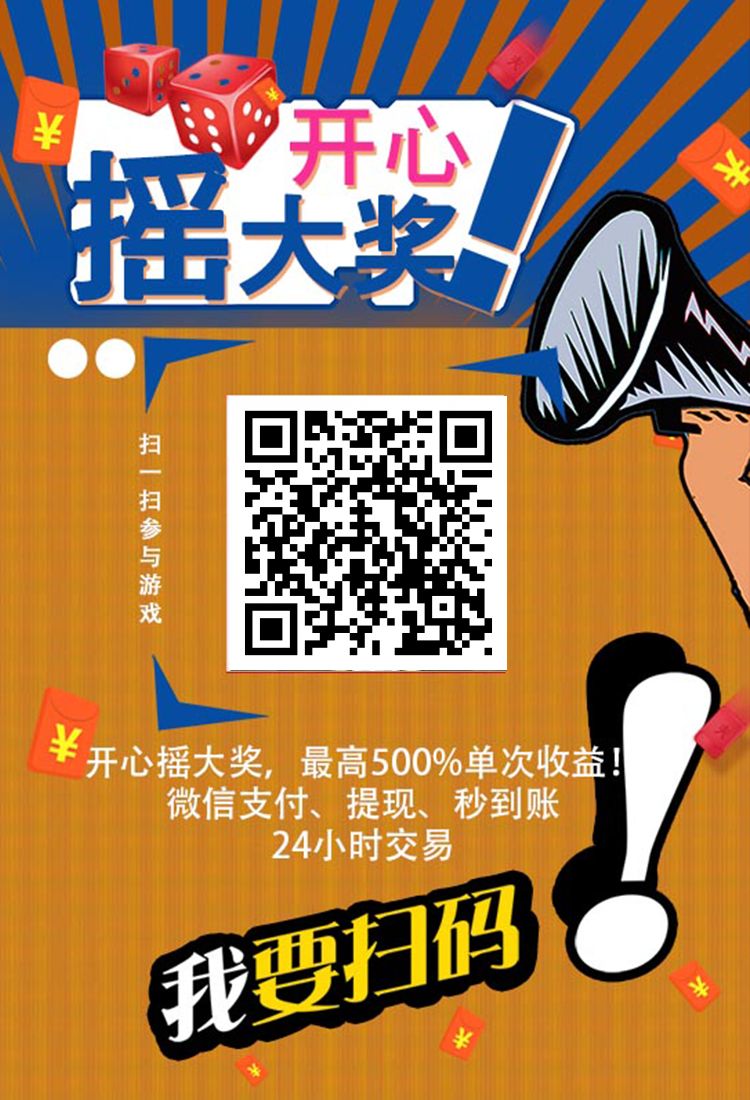 开心
摇大奖!
扫一扫参与游戏
开心摇大奖，最高500%单次收益！
微信支付、提现、秒到账
24小时交易
我要扫码
¥
¥
¥
¥
¥
¥
¥